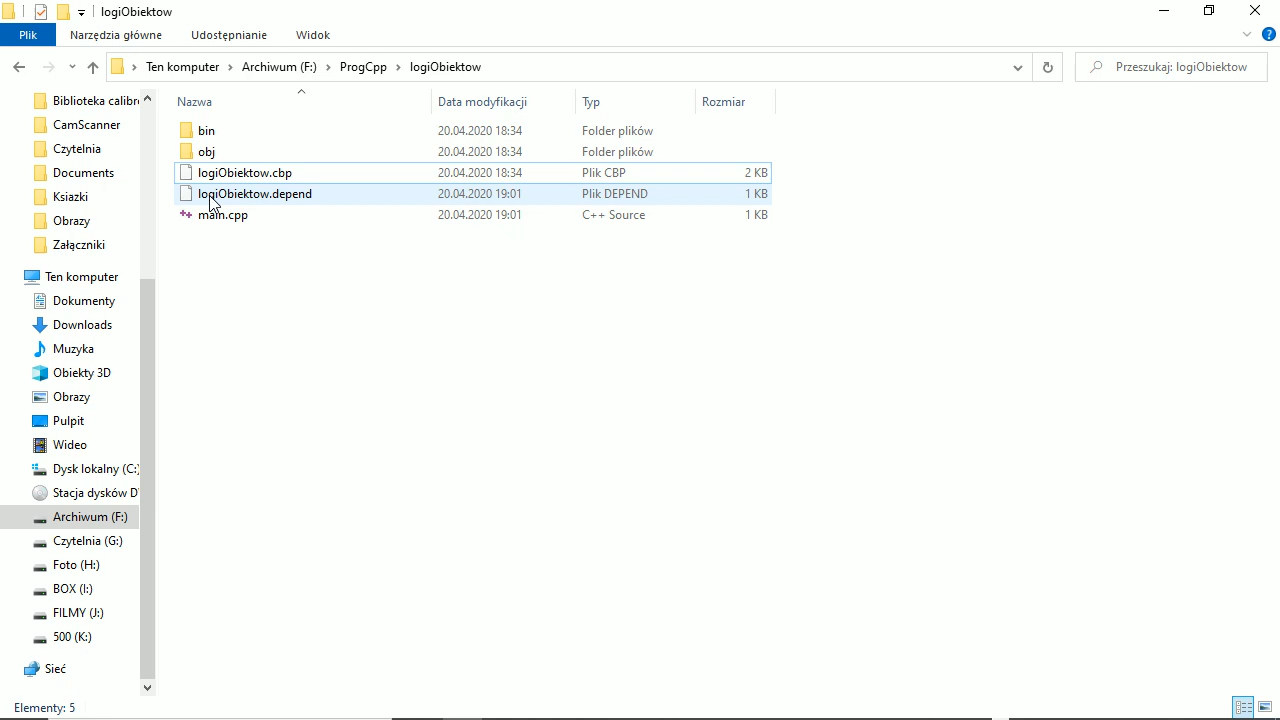 logiObiektow
Plik Narzędzia główne Udostępnianie Widok
Ten komputer Archiwum (F:) ProgCpp logiObiektow Przeszukaj: logiObiektow
Nazwa Data modyfikacji Typ Rozmiar
bin 20.04.2020 18:34 Folder plików
obj 20.04.2020 18:34 Folder plików
logiObiektow.cbp 20.04.2020 18:34 Plik CBP 2 KB
logiObiektow.depend 20.04.2020 19:01 Plik DEPEND 1 KB
main.cpp 20.04.2020 19:01 C++ Source 1 KB
Biblioteka calibr
CamScanner
Czytelnia
Documents
Ksiazki
Obrazy
Załączniki
Ten komputer
Dokumenty
Downloads
Muzyka
Obiekty 3D
Obrazy
Pulpit
Wideo
Dysk lokalny (C:)
Stacja dysków D
Archiwum (F:)
Czytelnia (G:)
Foto (H:)
BOX (I:)
FILMY (J:)
500 (K:)
Sieć
Elementy: 5